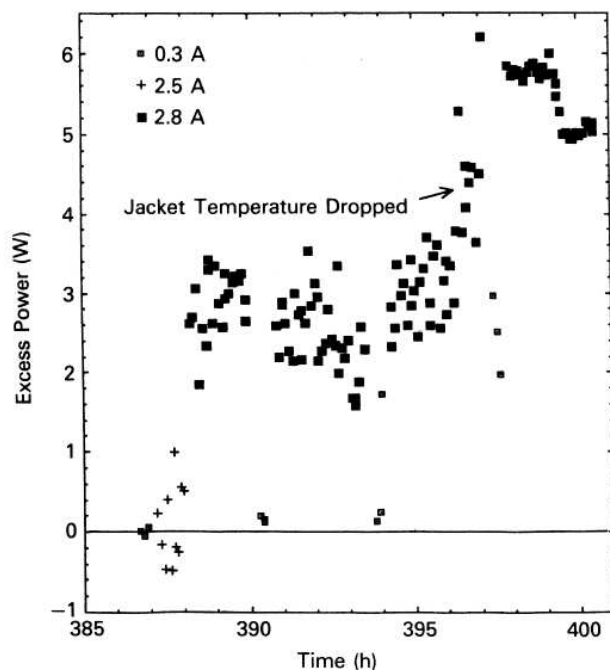 6
0.3 A
2.5 A
2.8 A
5
Jacket Temperature Dropped
4
3
2
1
0
−1
Excess Power (W)
385 390 395 400
Time (h)